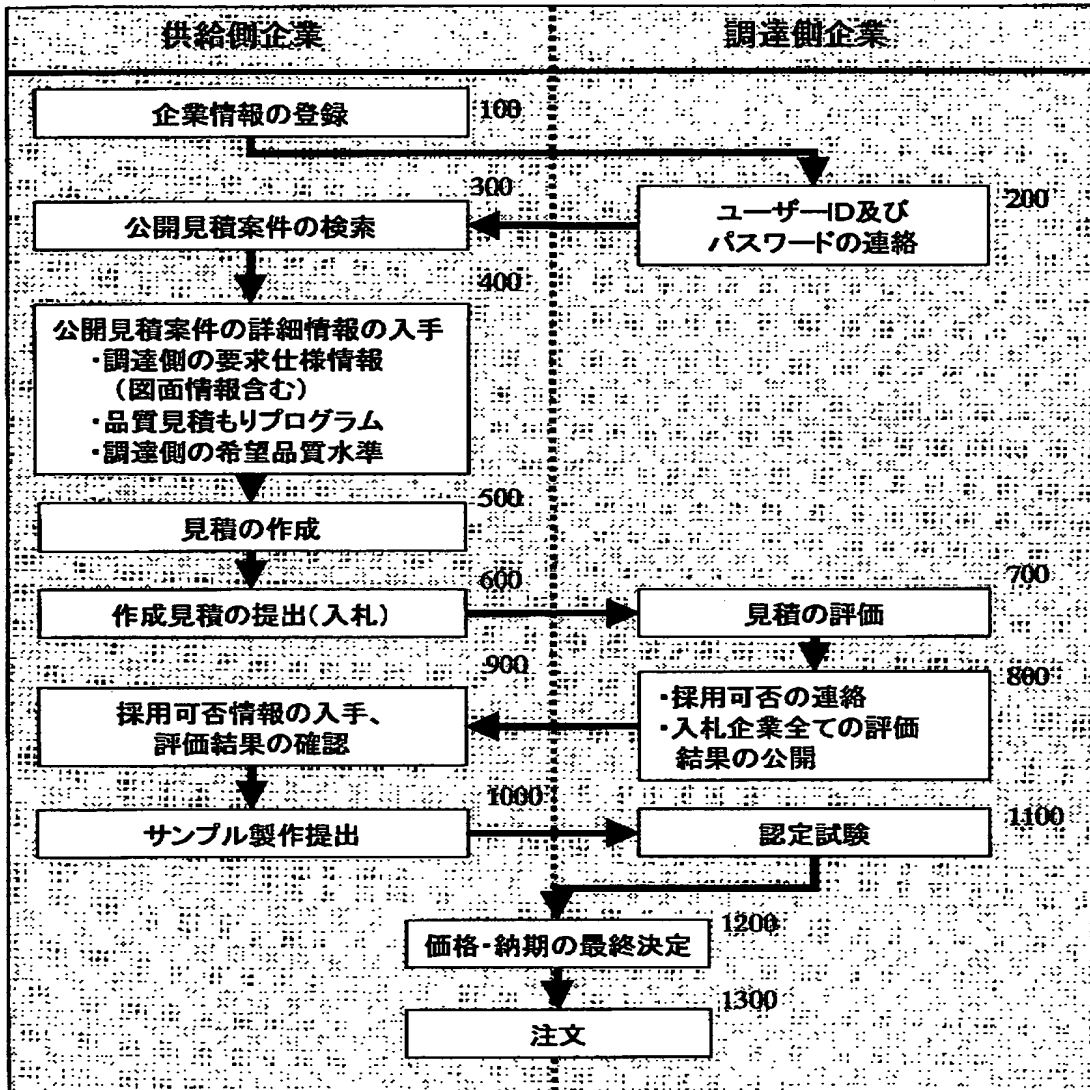 供給側企業
調達側企業
企業情報の登録
100
ユーザーID及び
パスワードの連絡
200
300
公開見積案件の検索
400
公開見積案件の詳細情報の入手
・調達側の要求仕様情報
(図面情報含む)
・品質見積もりプログラム
・調達側の希望品質水準
500
見積の作成
600
作成見積の提出(入札)
700
見積の評価
800
・採用可否の連絡
・入札企業全ての評価
結果の公開
900
採用可否情報の入手、
評価結果の確認
1000
サンプル製作提出
1100
認定試験
1200
価格・納期の最終決定
1300
注文